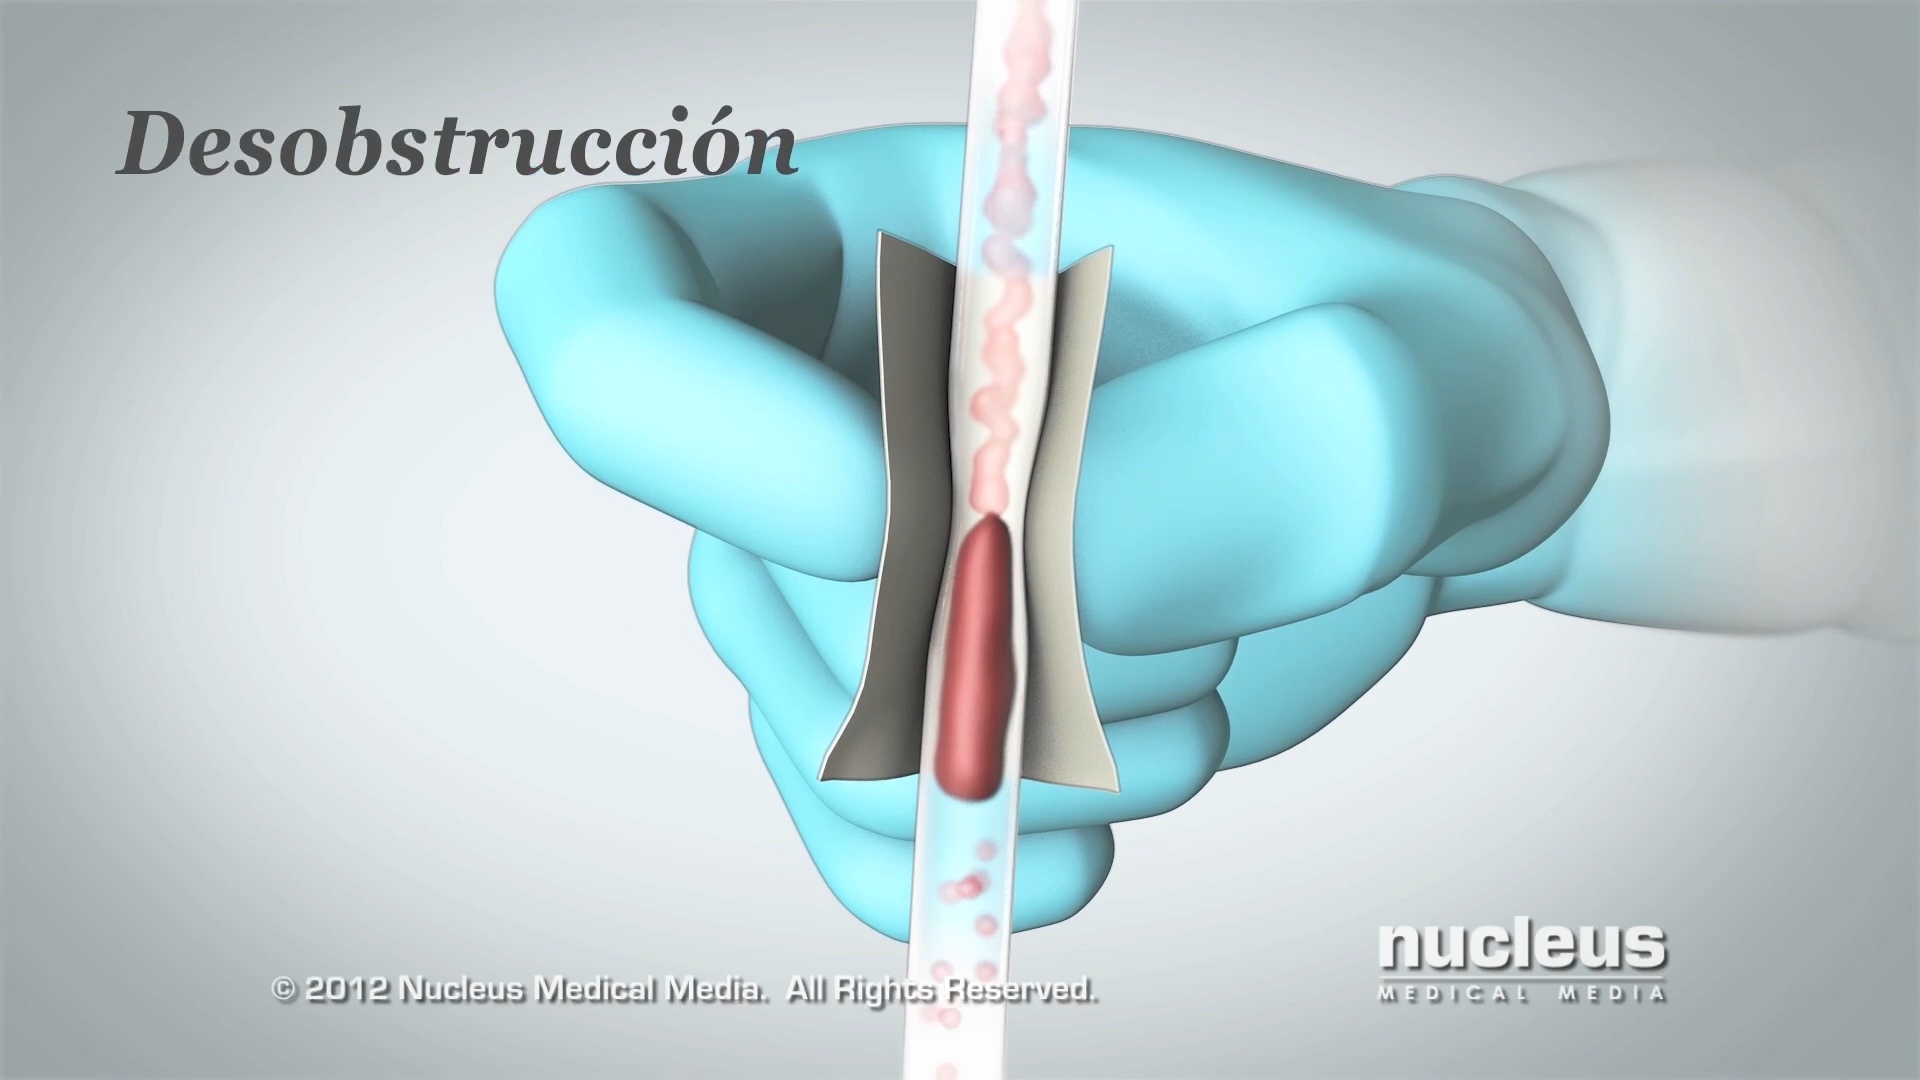 Desobstrucción
© 2012 Nucleus Medical Media. All Rights Reserved.
nucleus
MEDICAL MEDIA